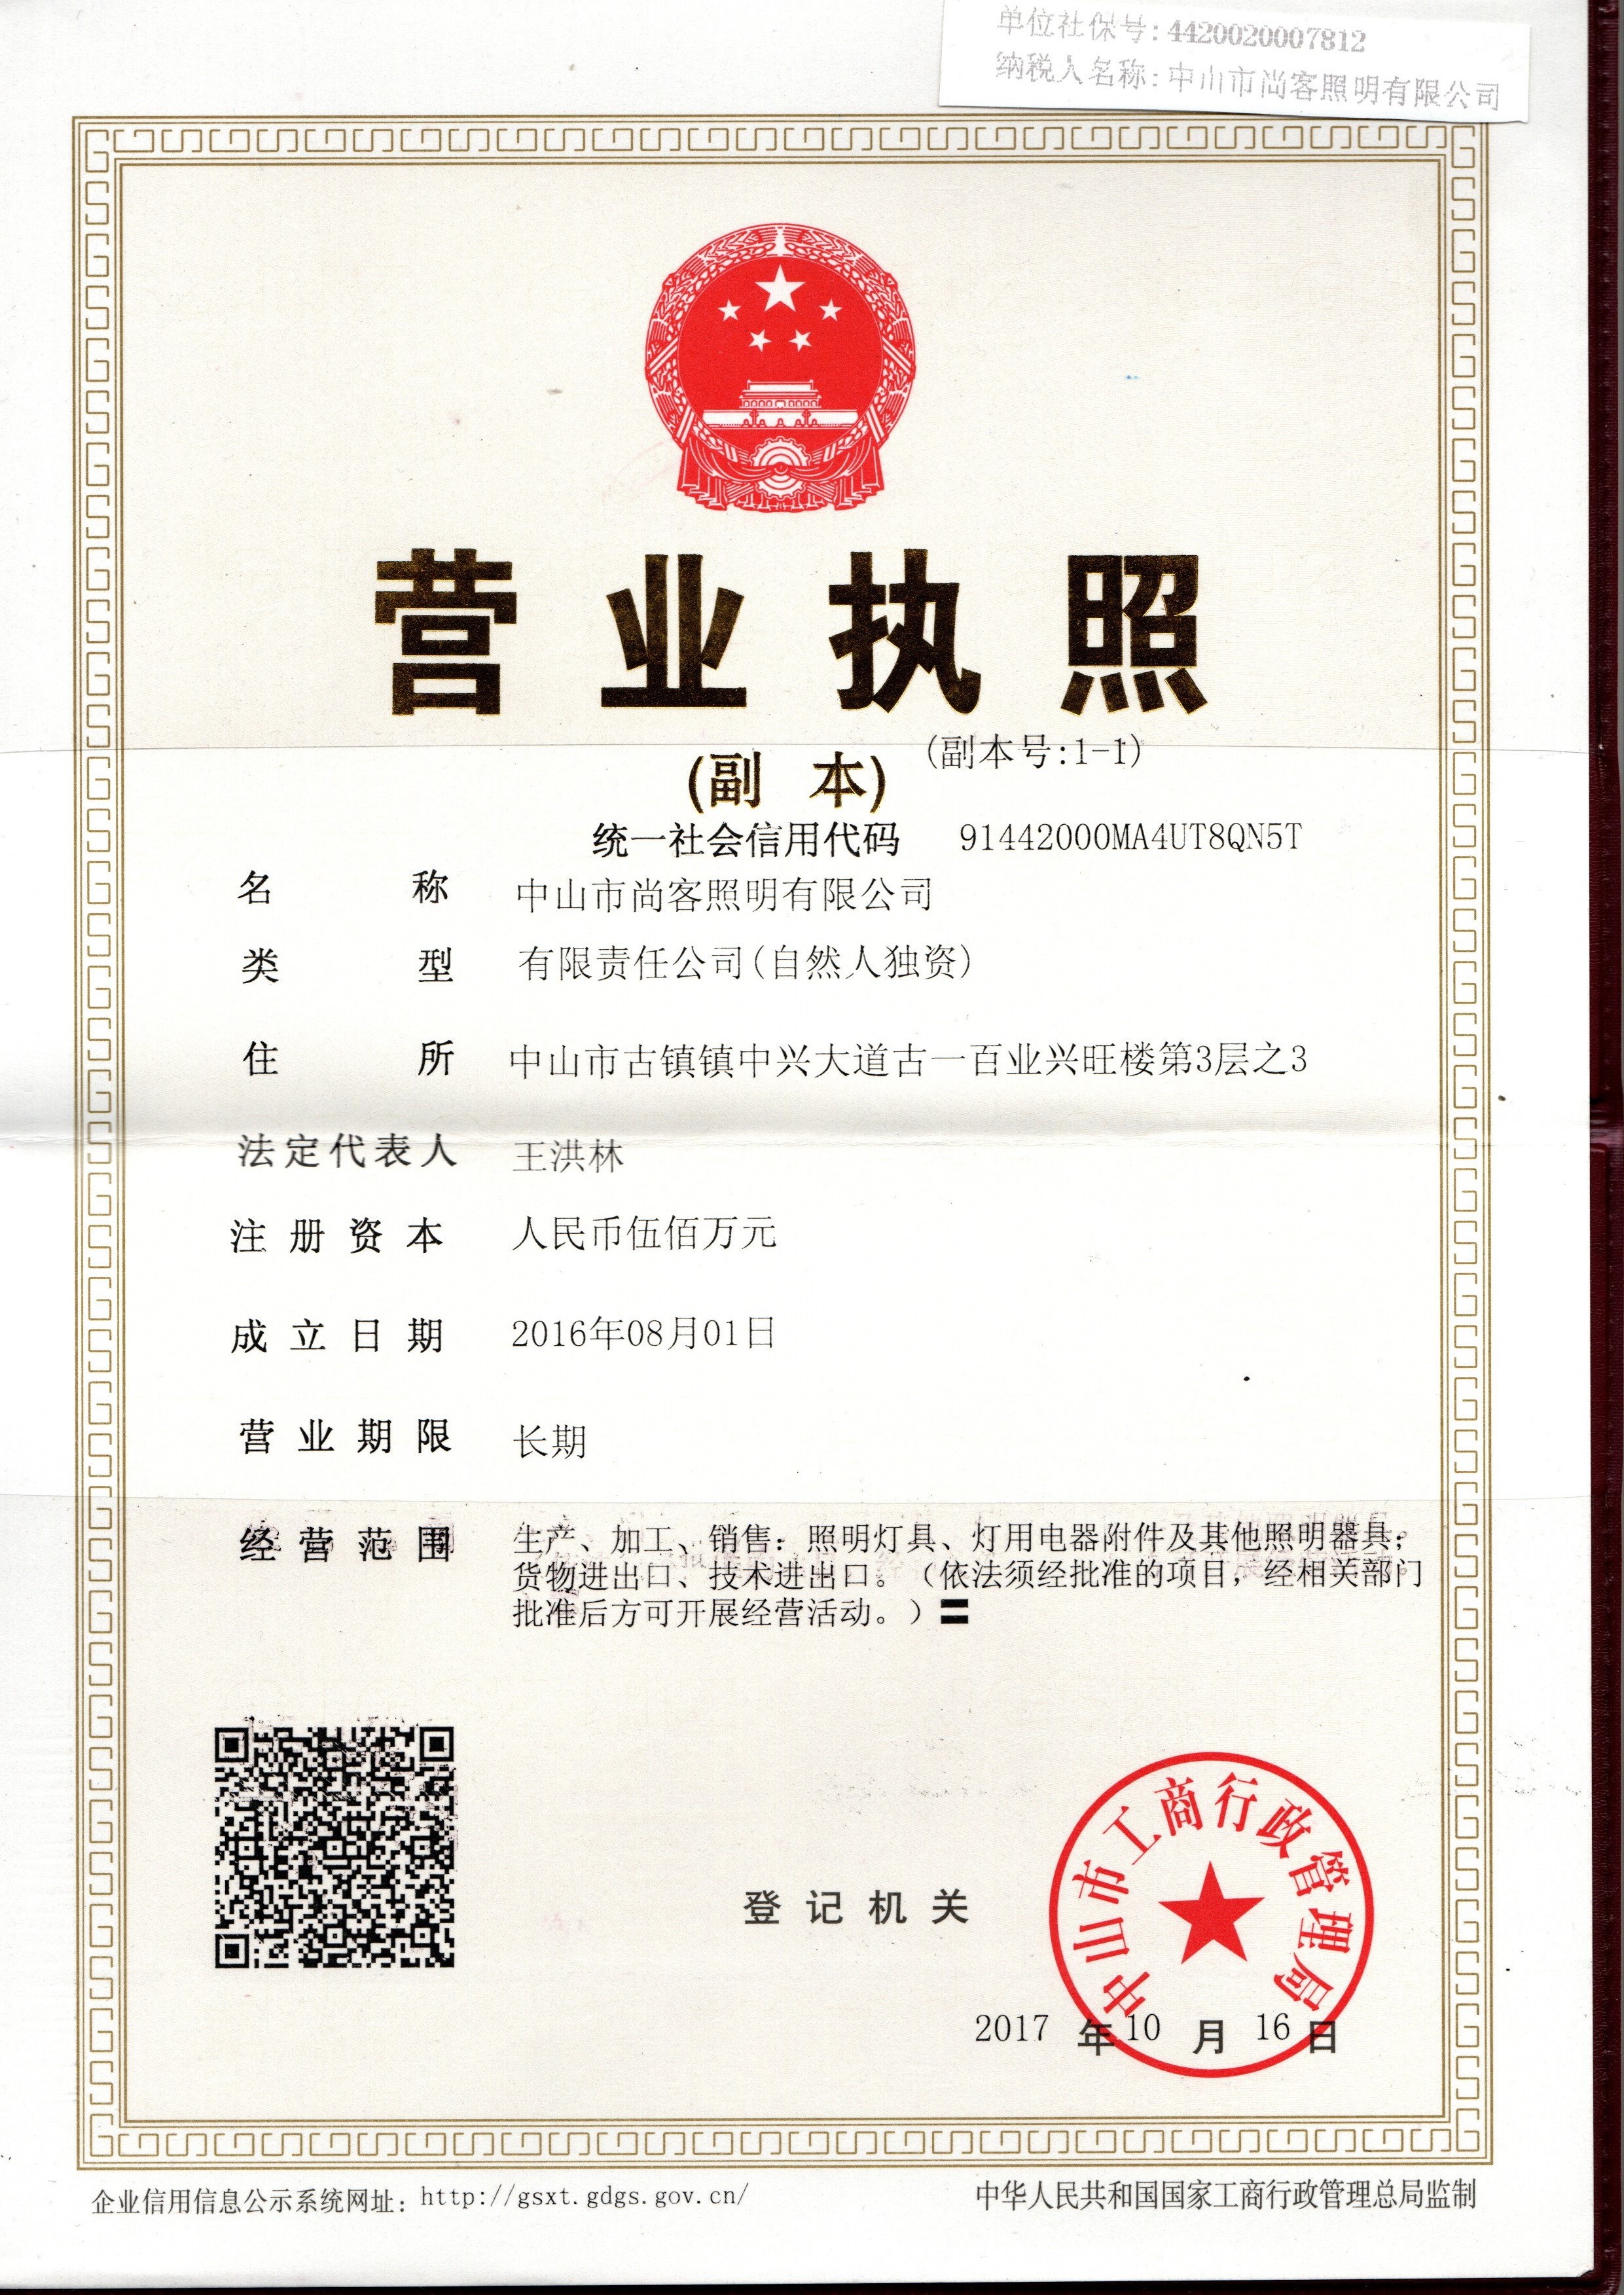 单位社保号:4420020007812
纳税人名称:中山市尚客照明有限公司
营业执照
(副 本) (副本号:1-1)
统一社会信用代码 91442000MA4UT8QN5T
名 称 中山市尚客照明有限公司
类 型 有限责任公司(自然人独资)
住 所 中山市古镇镇中兴大道古一百业兴旺楼第3层之3
法定代表人 王洪林
注册资本 人民币伍佰万元
成立日期 2016年08月01日
营业期限 长期
经营范围 生产、加工、销售：照明灯具、灯用电器附件及其他照明器具；
货物进出口、技术进出口。（依法须经批准的项目，经相关部门
批准后方可开展经营活动。）
中山市工商行政管理局
登记机关
2017 年 10 月 16 日
企业信用信息公示系统网址：http://gsxt.gdgs.gov.cn/
中华人民共和国国家工商行政管理总局监制